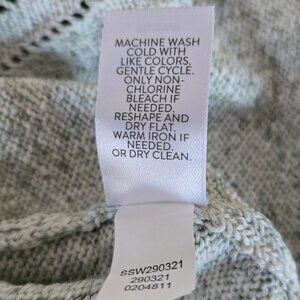 MACHINE WASH
COLD WITH
LIKE COLORS.
GENTLE CYCLE.
ONLY NON-
CHLORINE
BLEACH IF
NEEDED.
RESHAPE AND
DRY FLAT.
WARM IRON IF
NEEDED.
OR DRY CLEAN.
SSW290321
290321
0204811